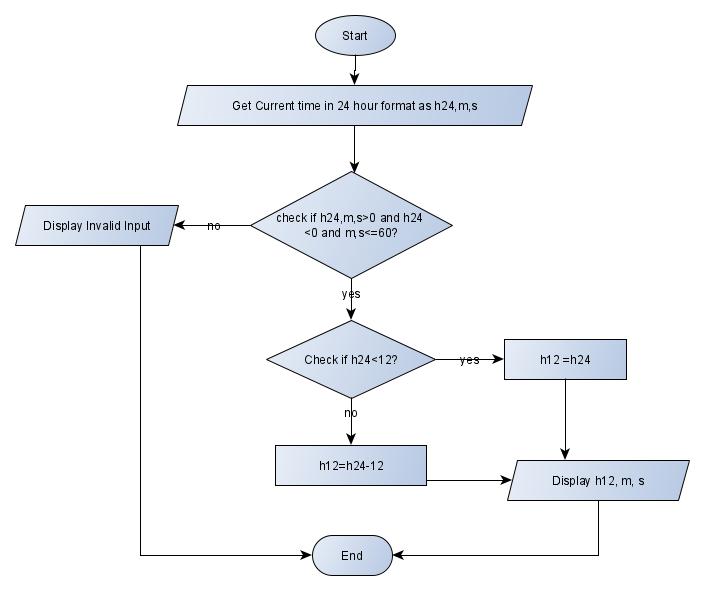 Start
Get Current time in 24 hour format as h24,m,s
check if h24,m,s>0 and h24
<0 and m,s<=60?
no
Display Invalid Input
yes
Check if h24<12?
yes
h12 =h24
no
h12=h24-12
Display h12, m, s
End